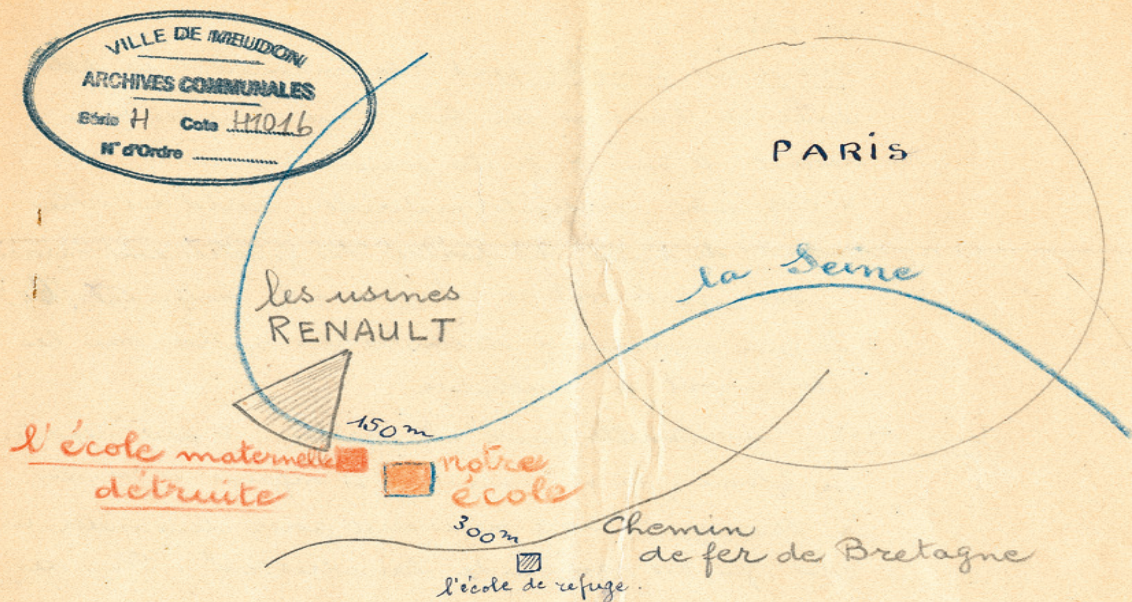 VILLE DE MEUDON
ARCHIVES COMMUNALES
Série H Cote H1016
N° d'Ordre
PARIS
la Seine
les usines
RENAULT
150m
l'école maternelle
détruite
notre
école
300m
Chemin
de fer de Bretagne
l'école de refuge.